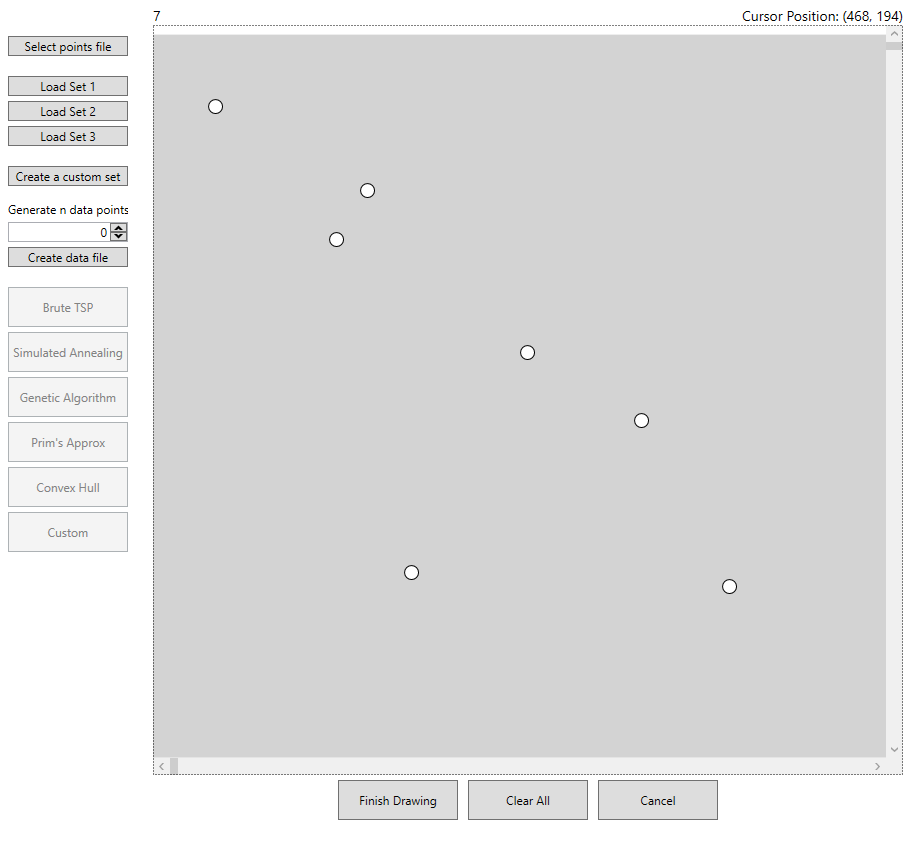 7
Cursor Position: (468, 194)
Select points file
Load Set 1
Load Set 2
Load Set 3
Create a custom set
Generate n data points
0
Create data file
Brute TSP
Simulated Annealing
Genetic Algorithm
Prim's Approx
Convex Hull
Custom
Finish Drawing
Clear All
Cancel